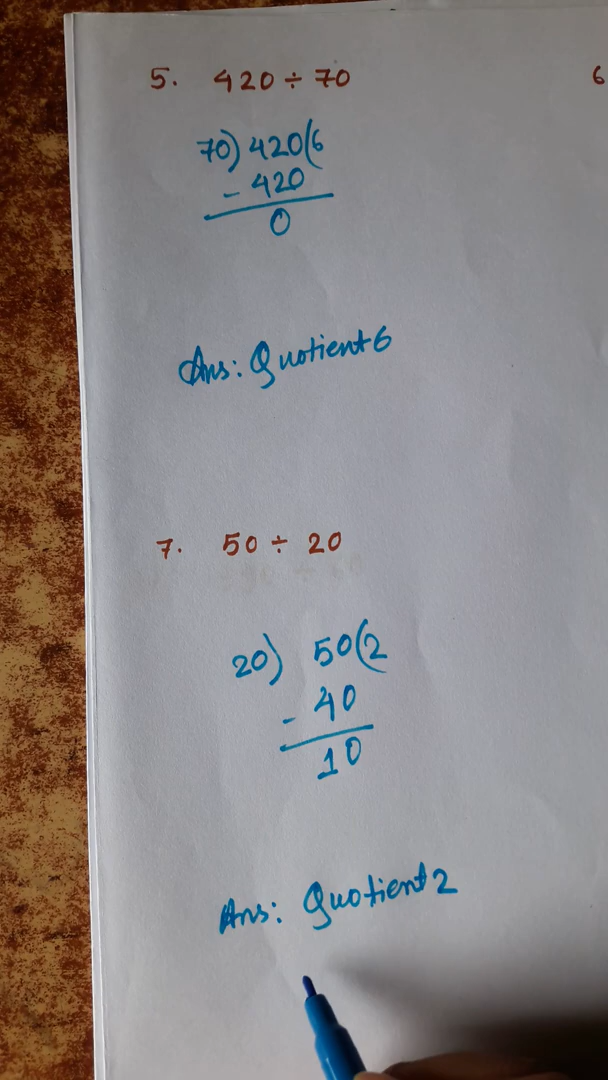 5. 420 ÷ 70
6
70) 420(6
- 420
0
Ans: Quotient 6
7. 50 ÷ 20
20) 50(2
- 40
10
Ans: Quotient 2